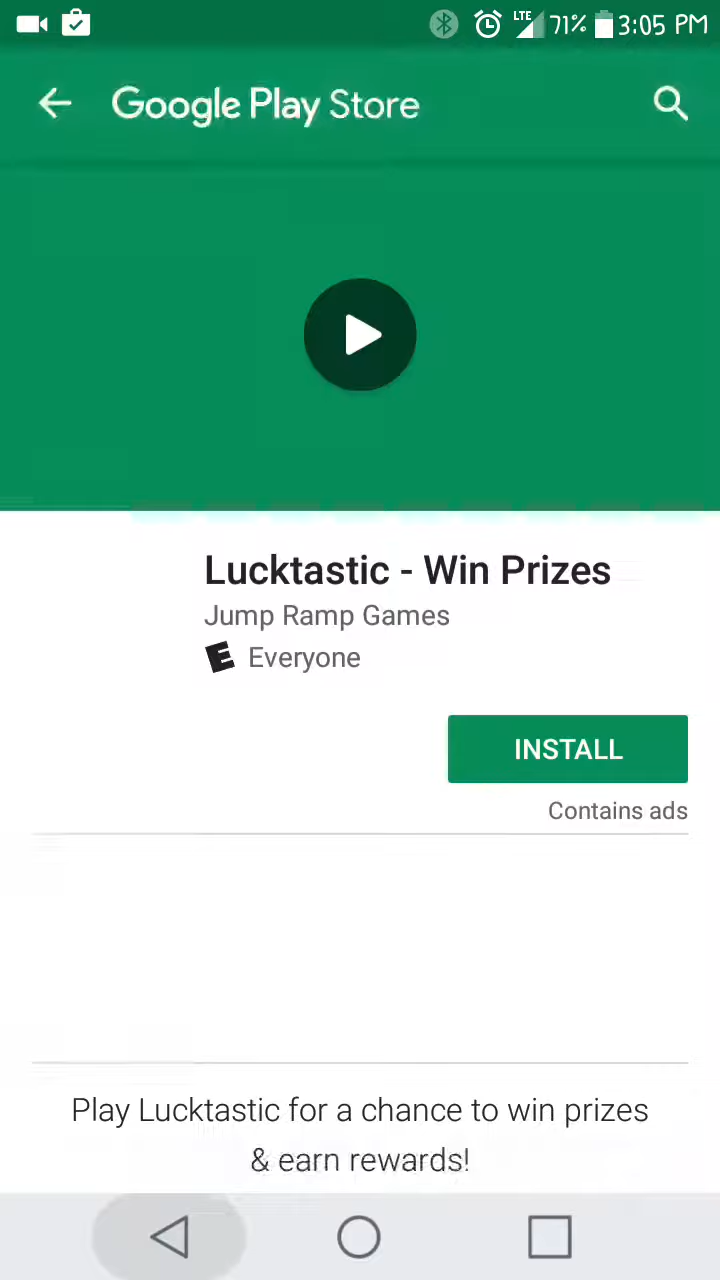 LTE 71% 3:05 PM
Google Play Store
Lucktastic - Win Prizes
Jump Ramp Games
E Everyone
INSTALL
Contains ads
Play Lucktastic for a chance to win prizes
& earn rewards!